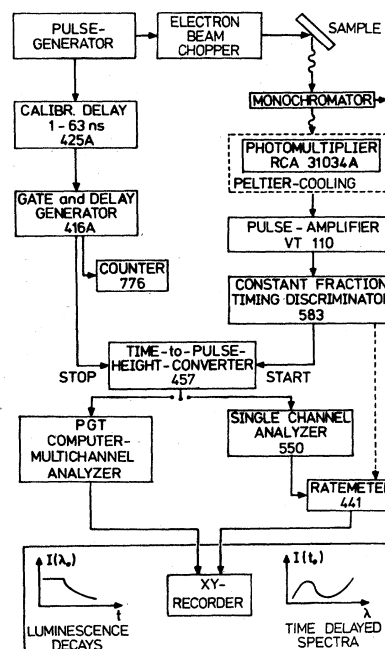 PULSE-
GENERATOR
ELECTRON
BEAM
CHOPPER
SAMPLE
CALIBR. DELAY
1-63 ns
425A
MONOCHROMATOR
PHOTOMULTIPLIER
RCA 31034A
PELTIER-COOLING
GATE and DELAY
GENERATOR
416A
PULSE-AMPLIFIER
VT 110
COUNTER
776
CONSTANT FRACTION
TIMING DISCRIMINATOR
583
TIME-to-PULSE-
HEIGHT-CONVERTER
457
STOP
START
PGT
COMPUTER-
MULTICHANNEL
ANALYZER
SINGLE CHANNEL
ANALYZER
550
RATEMETER
441
I(λₒ)
t
LUMINESCENCE
DECAYS
XY-
RECORDER
I(tₒ)
λ
TIME DELAYED
SPECTRA